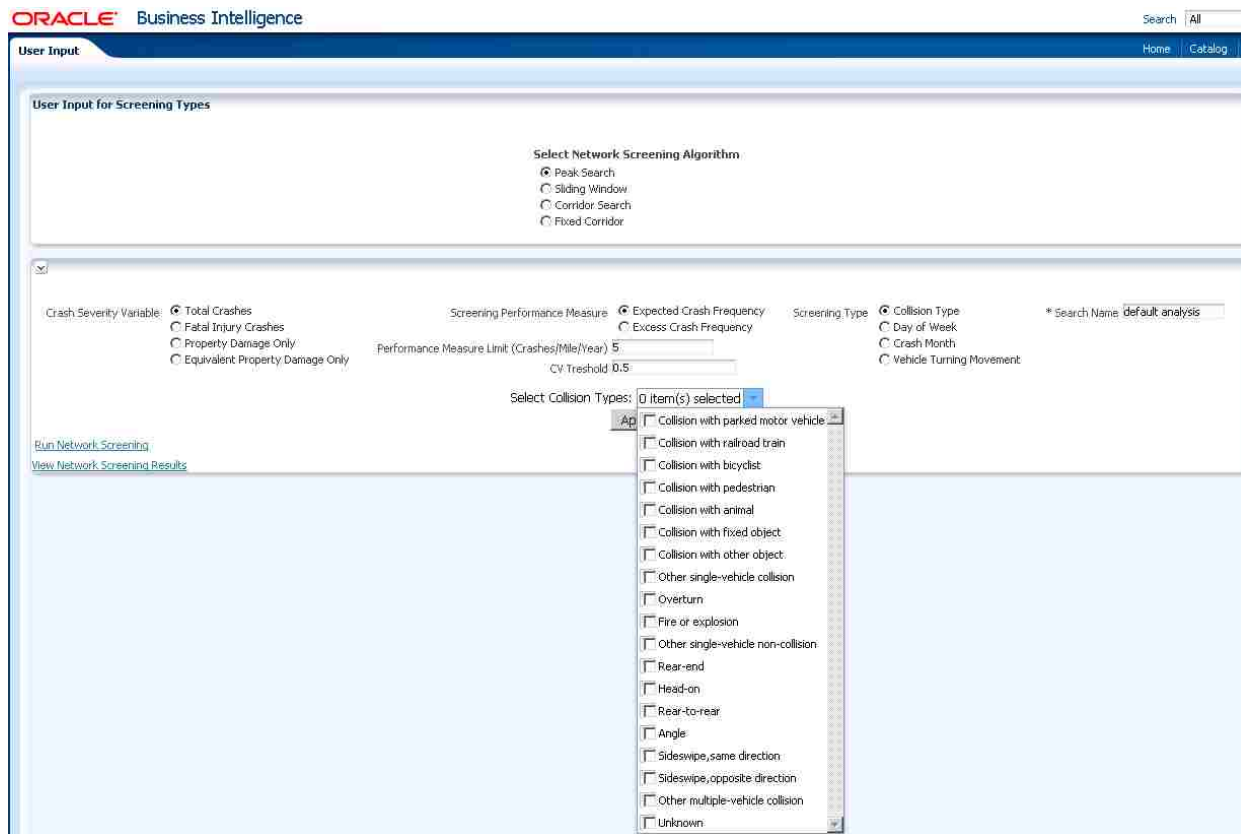 ORACLE Business Intelligence
Search All
User Input
Home Catalog
User Input for Screening Types
Select Network Screening Algorithm
Peak Search
Sliding Window
Corridor Search
Fixed Corridor
Crash Severity Variable
Total Crashes
Fatal Injury Crashes
Property Damage Only
Equivalent Property Damage Only
Screening Performance Measure
Expected Crash Frequency
Excess Crash Frequency
Performance Measure Limit (Crashes/Mile/Year) 5
CV Treshold 0.5
Screening Type
Collision Type
Day of Week
Crash Month
Vehicle Turning Movement
* Search Name default analysis
Select Collision Types: 0 item(s) selected
Ap
Collision with parked motor vehicle
Collision with railroad train
Collision with bicyclist
Collision with pedestrian
Collision with animal
Collision with fixed object
Collision with other object
Other single-vehicle collision
Overturn
Fire or explosion
Other single-vehicle non-collision
Rear-end
Head-on
Rear-to-rear
Angle
Sideswipe,same direction
Sideswipe,opposite direction
Other multiple-vehicle collision
Unknown
Run Network Screening
View Network Screening Results